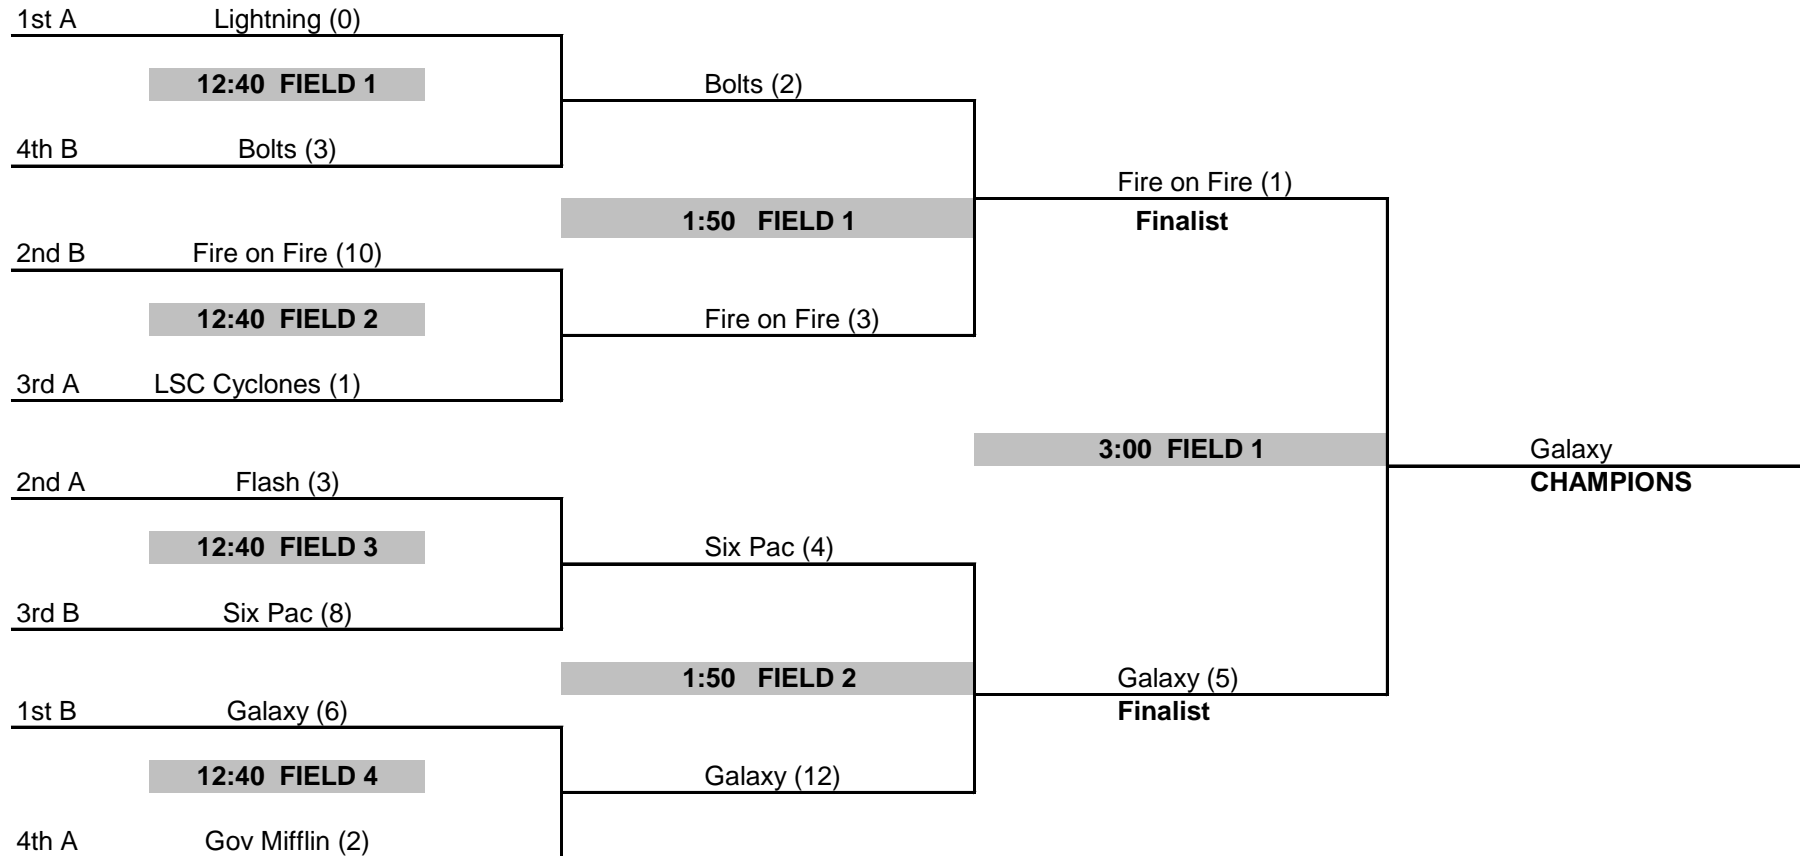 1st A Lightning (0)
12:40 FIELD 1
Bolts (2)
4th B Bolts (3)
Fire on Fire (1)
1:50 FIELD 1
Finalist
2nd B Fire on Fire (10)
12:40 FIELD 2
Fire on Fire (3)
3rd A LSC Cyclones (1)
3:00 FIELD 1
Galaxy
CHAMPIONS
2nd A Flash (3)
12:40 FIELD 3
Six Pac (4)
3rd B Six Pac (8)
1:50 FIELD 2
Galaxy (5)
Finalist
1st B Galaxy (6)
12:40 FIELD 4
Galaxy (12)
4th A Gov Mifflin (2)